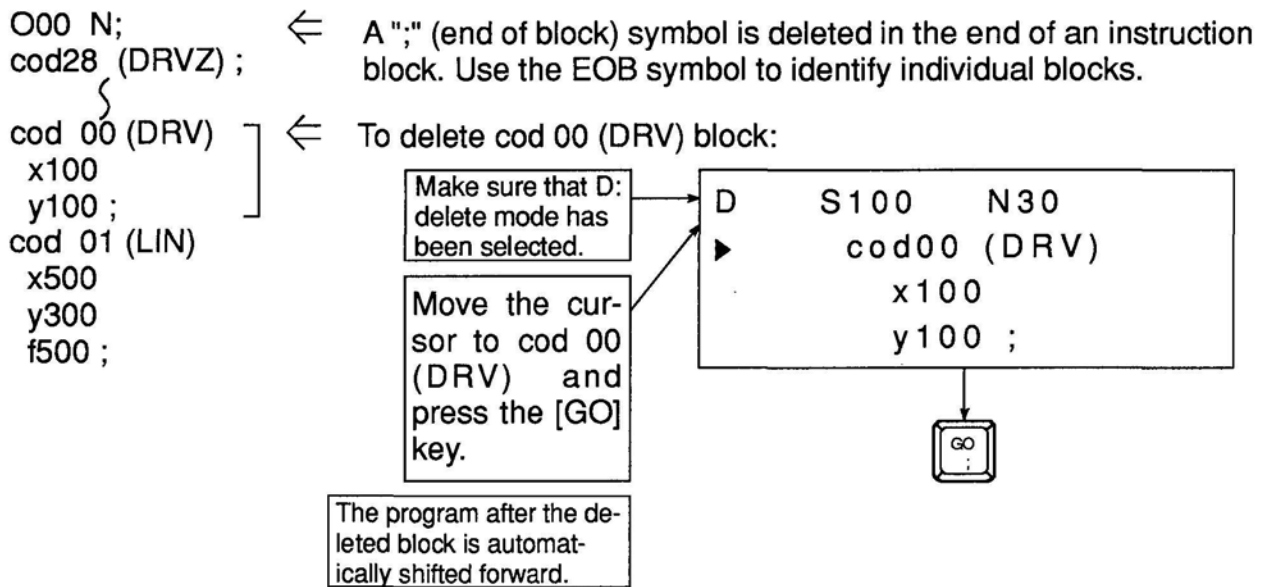 O00 N;
cod28 (DRVZ) ;
cod 00 (DRV)
x100
y100 ;
cod 01 (LIN)
x500
y300
f500 ;
⇐ A ";" (end of block) symbol is deleted in the end of an instruction
block. Use the EOB symbol to identify individual blocks.
⇐ To delete cod 00 (DRV) block:
Make sure that D:
delete mode has
been selected.
Move the cur-
sor to cod 00
(DRV) and
press the [GO]
key.
The program after the de-
leted block is automat-
ically shifted forward.
D S100 N30
▶ cod00 (DRV)
x100
y100 ;
GO
;